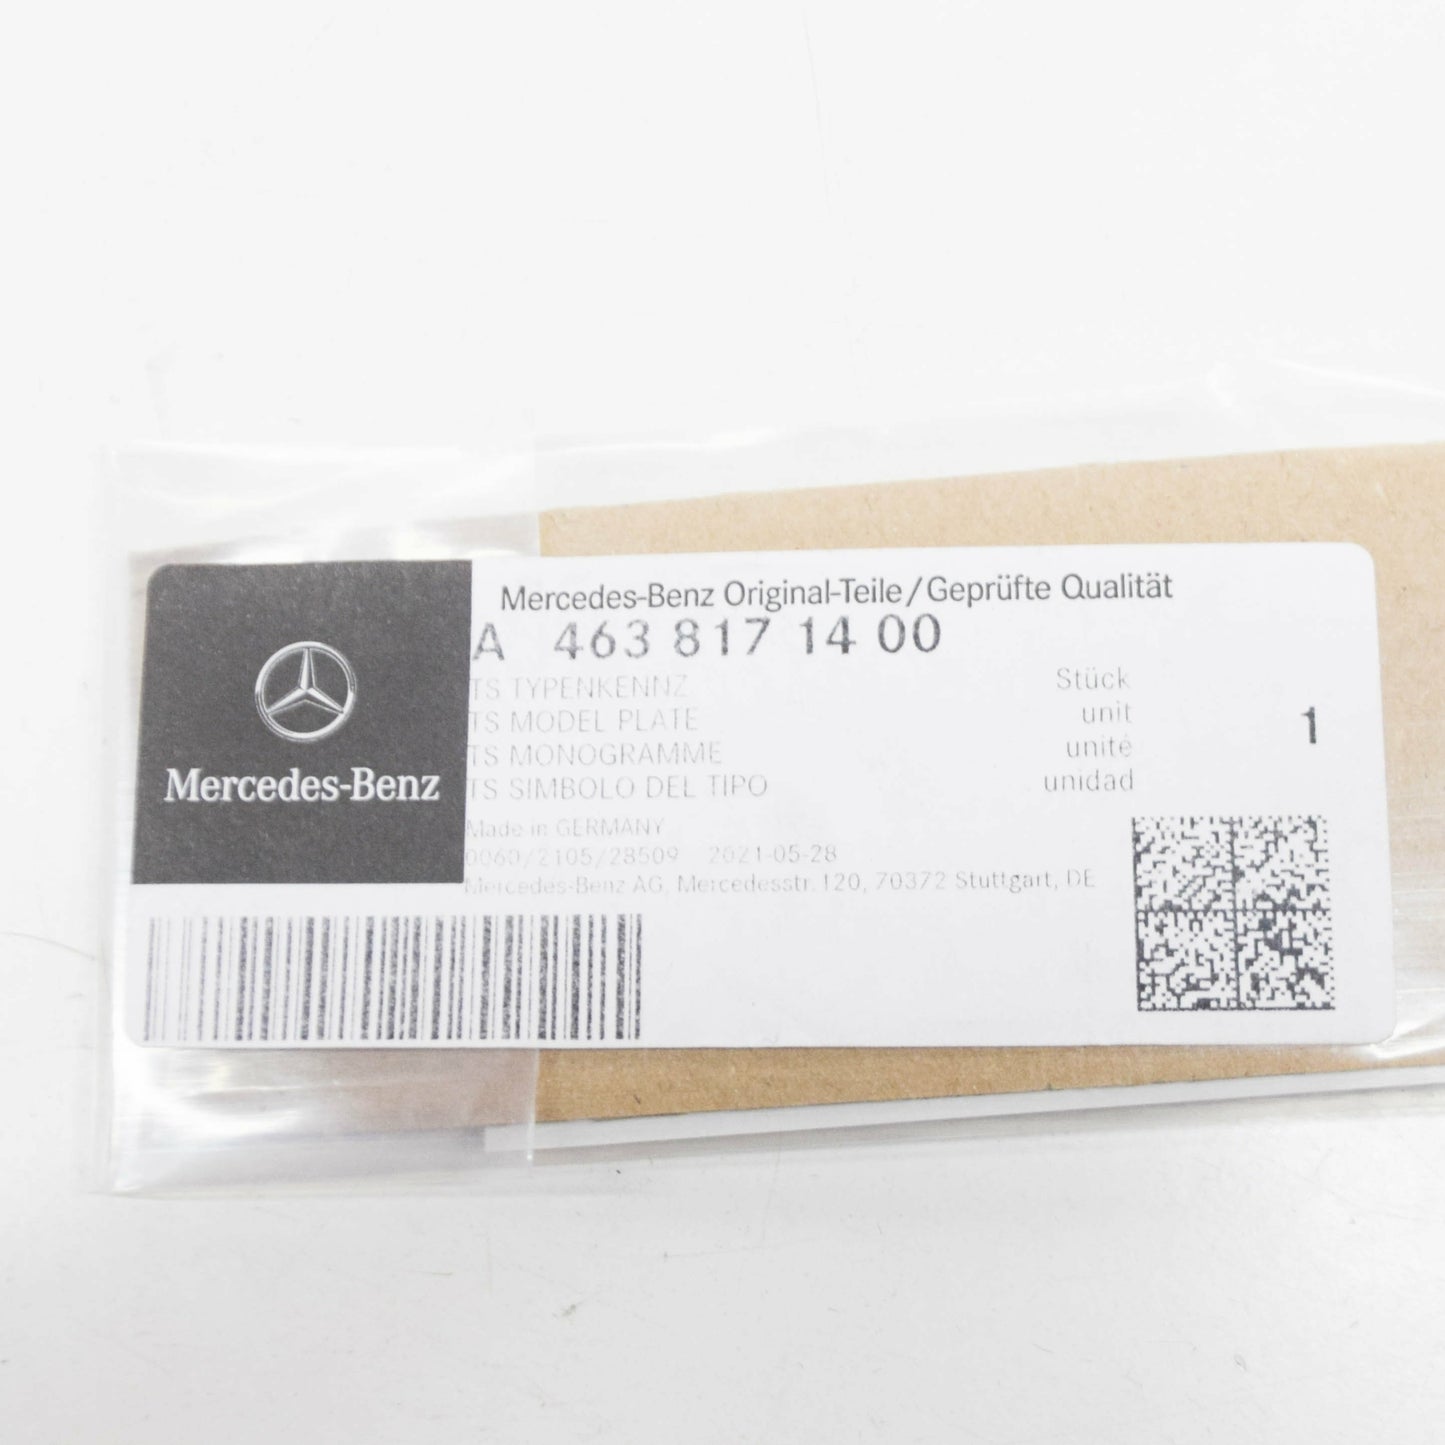 Mercedes-Benz
Mercedes-Benz Original-Teile/Geprüfte Qualität
A 463 817 14 00
TS TYPENKENNZ
TS MODEL PLATE
TS MONOGRAMME
TS SIMBOLO DEL TIPO
Stück
unit
unité
unidad
1
Made in GERMANY
0060/2105/28509 2021-05-28
Mercedes-Benz AG, Mercedesstr. 120, 70372 Stuttgart, DE